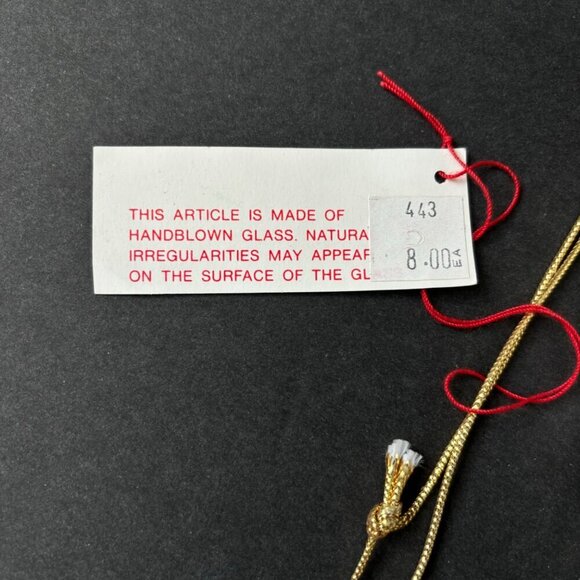 THIS ARTICLE IS MADE OF
HANDBLOWN GLASS. NATURA
IRREGULARITIES MAY APPEAR
ON THE SURFACE OF THE GL
443
8.00 EA